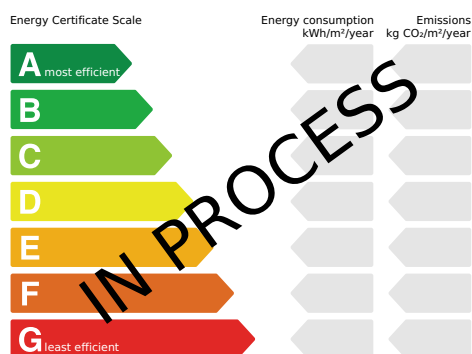 Energy Certificate Scale
Energy consumption
kWh/m²/year
Emissions
kg CO₂/m²/year
A most efficient
B
C
D
E
F
G least efficient
IN PROCESS